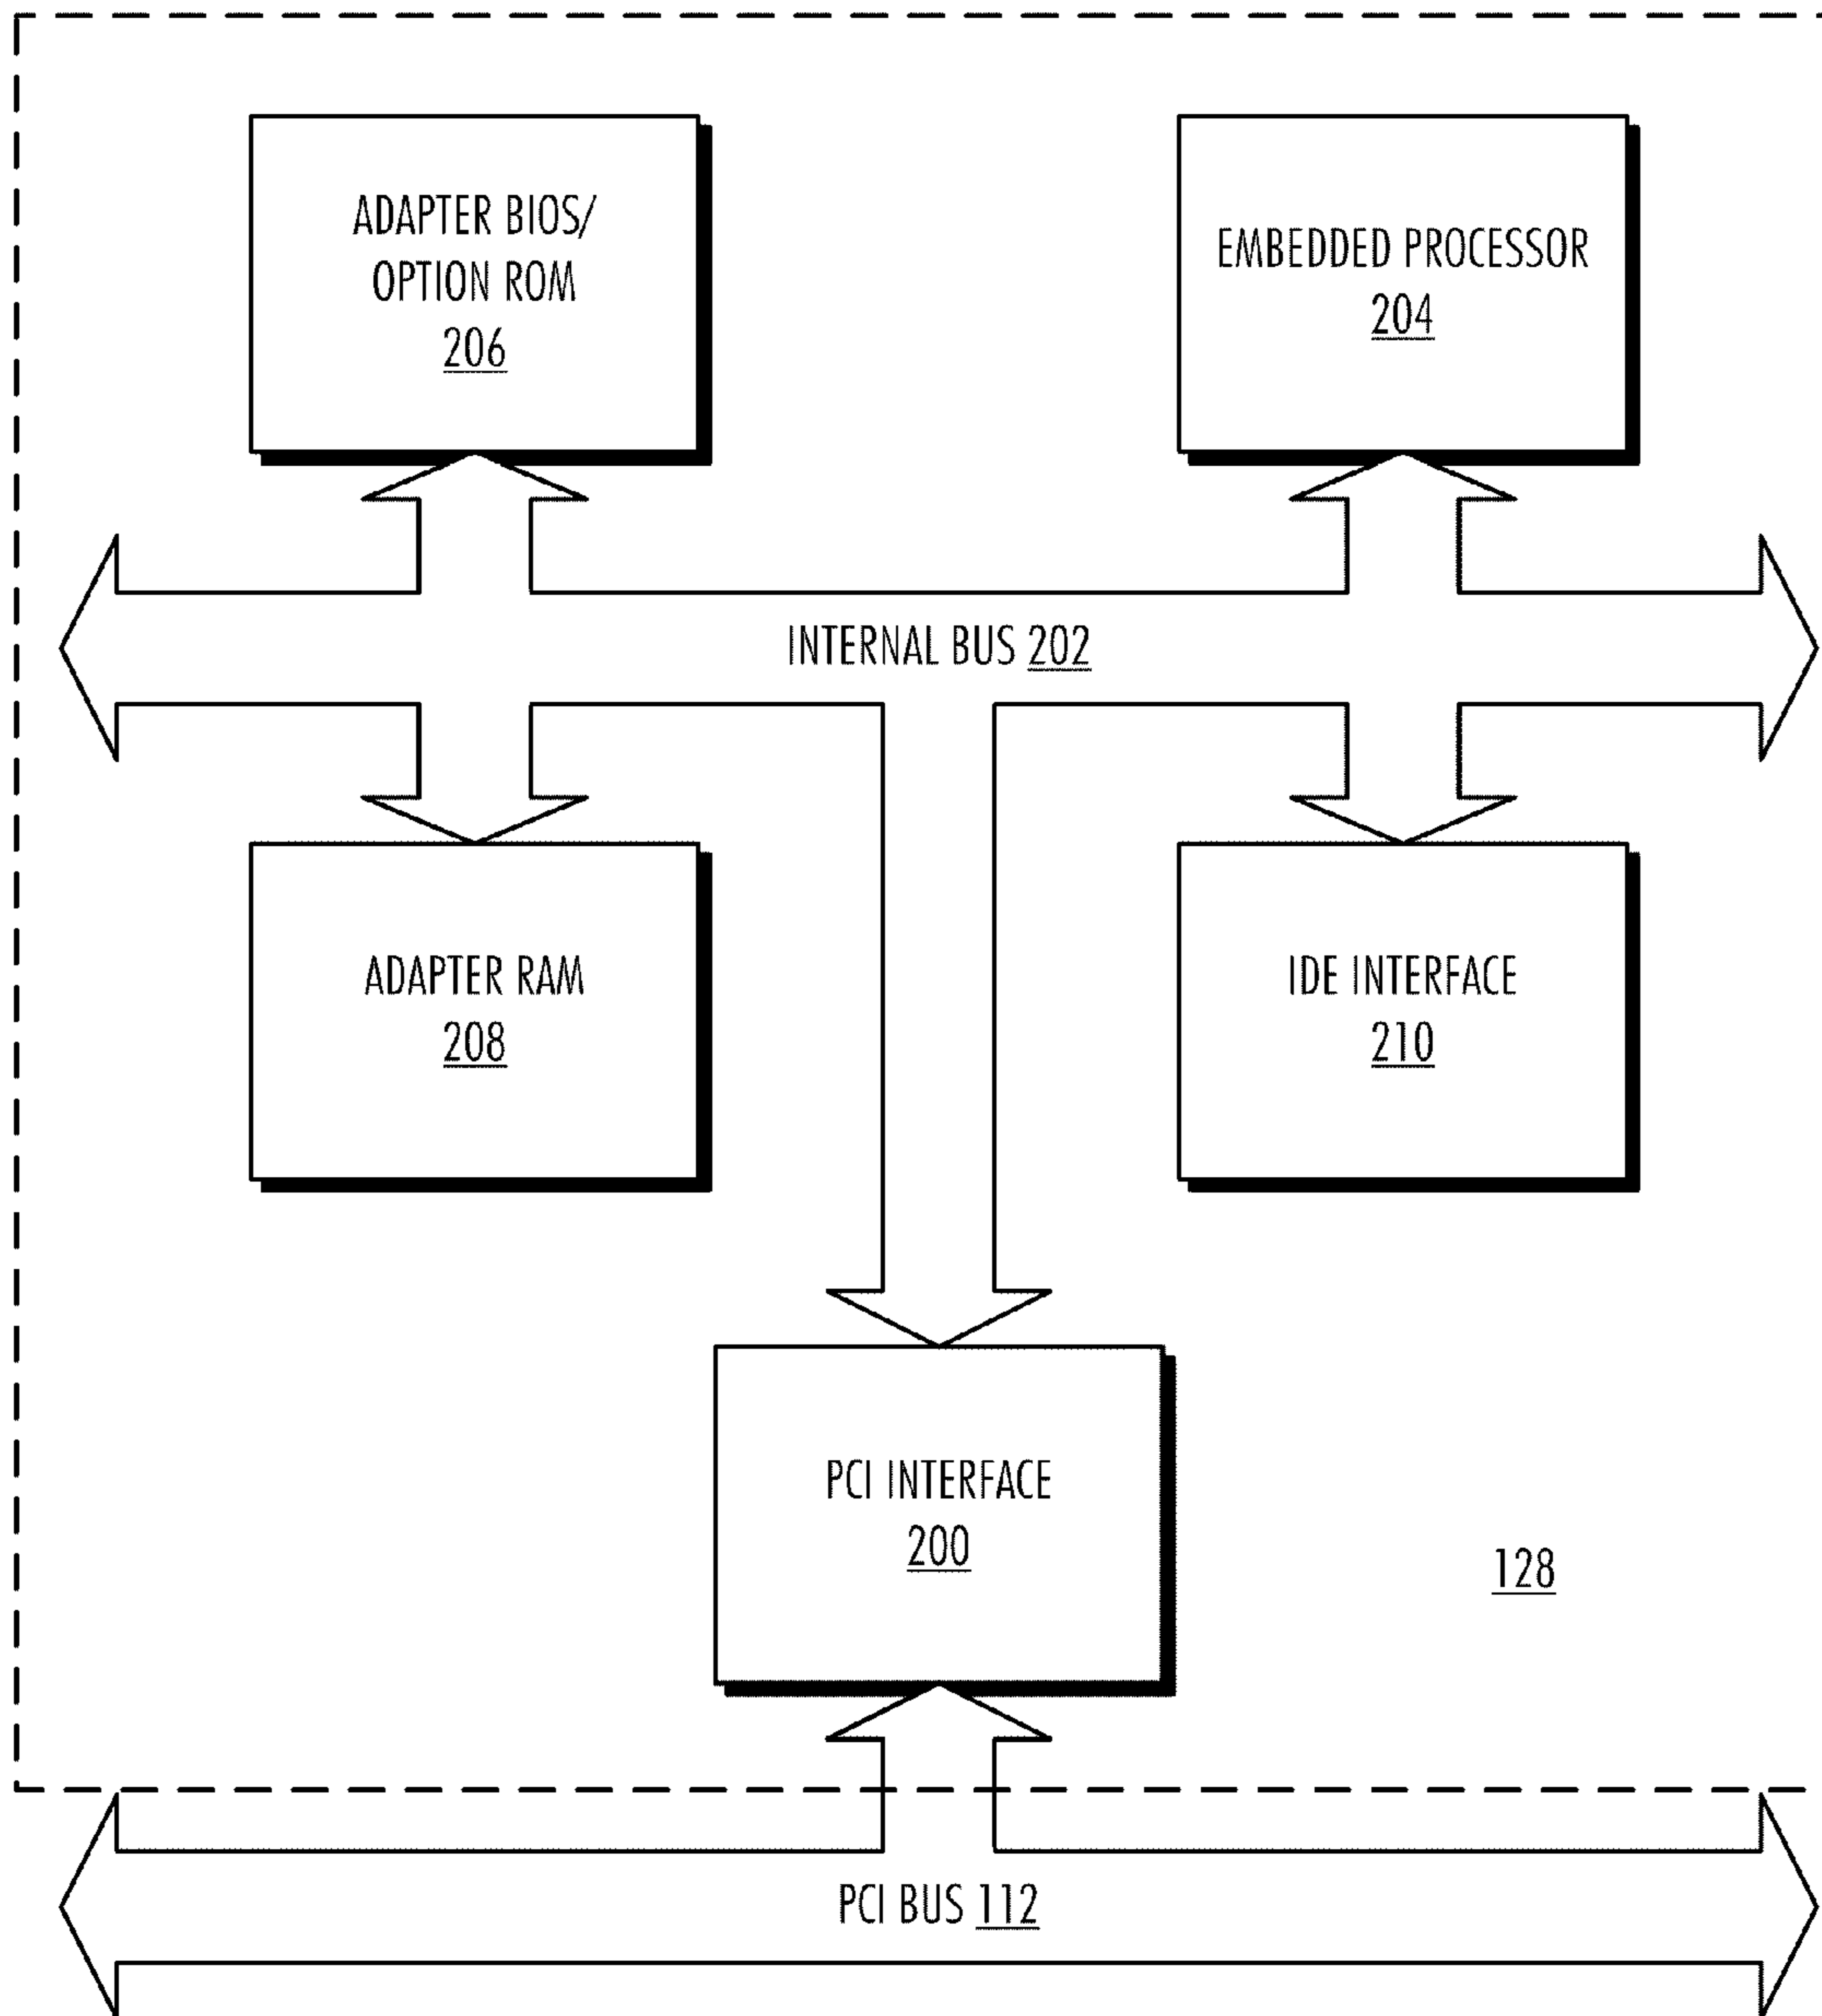 ADAPTER BIOS/
OPTION ROM
206
EMBEDDED PROCESSOR
204
INTERNAL BUS 202
ADAPTER RAM
208
IDE INTERFACE
210
PCI INTERFACE
200
128
PCI BUS 112